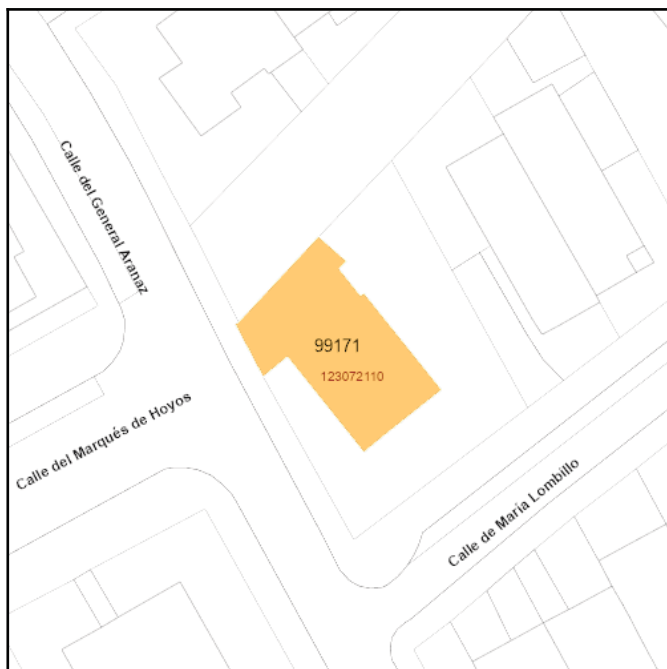 Calle del General Aranaz
99171
123072110
Calle del Marqués de Hoyos
Calle de María Lombillo